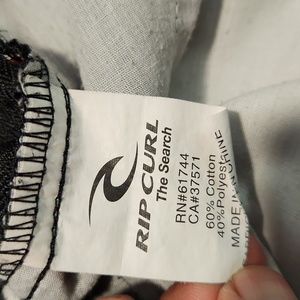 RIP CURL
The Search
RN#61744
CA#37571
60% Cotton
40% Polyester
MADE IN